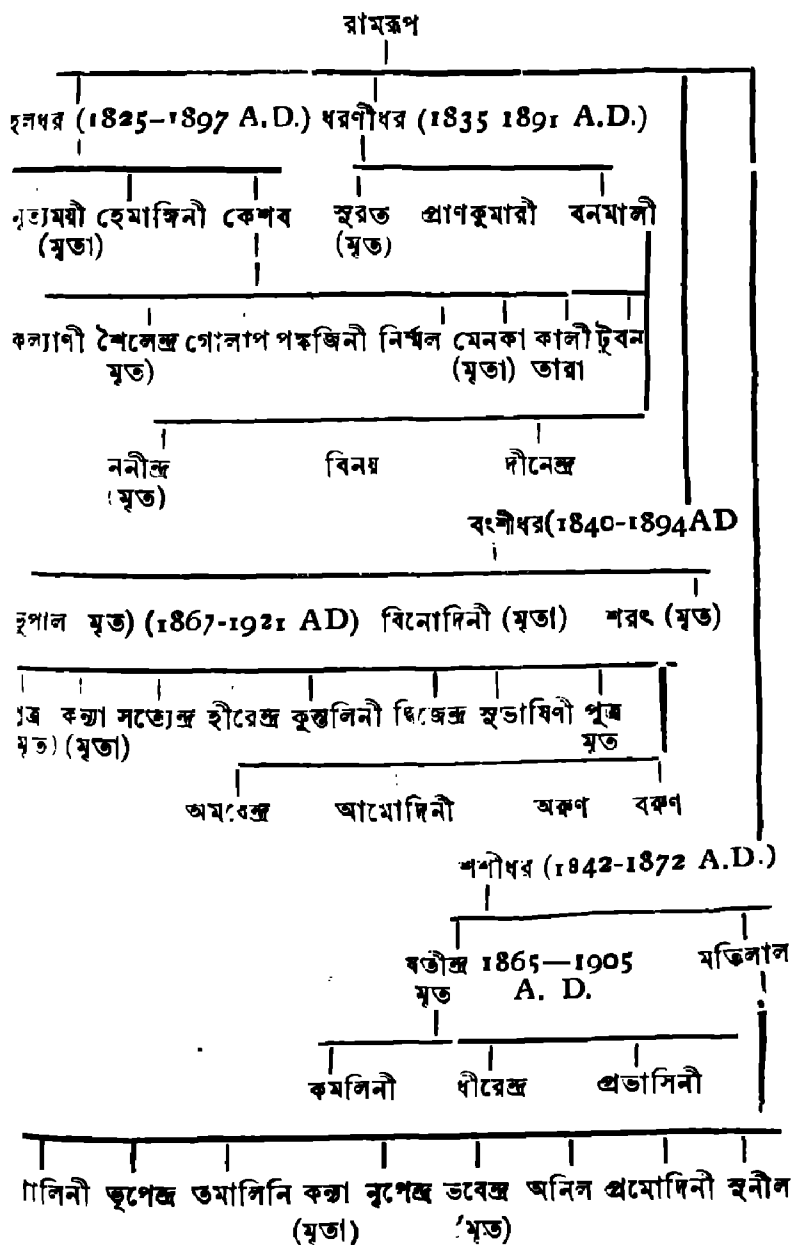 রামরূপ
হলধর (1825-1897 A.D.) ধরণীধর (1835 1891 A.D.)
নৃত্যময়ী হেমাঙ্গিনী কেশব সুরত প্রাণকুমারী বনমালী
(মৃতা) (মৃত)
কল্যাণী শৈলেন্দ্র গোলাপ পঙ্কজিনী নির্ম্মল মেনকা কালী টুবন
মৃত) (মৃতা) তারা
ননীন্দ্র বিনয় দীনেন্দ্র
(মৃত)
বংশীধর(1840-1894AD
ভূপাল মৃত) (1867-1921 AD) বিনোদিনী (মৃতা) শরৎ (মৃত)
পুত্র কন্যা সত্যেন্দ্র হীরেন্দ্র কুন্তলিনী দ্বিজেন্দ্র সুভাষিণী পুত্র
মৃত) (মৃতা) মৃত
অমরেন্দ্র আমোদিনী অরুণ বরুণ
শশীধর (1842-1872 A.D.)
যতীন্দ্র 1865—1905 মতিলাল
মৃত A. D.
কমলিনী ধীরেন্দ্র প্রভাসিনী
ভূপেন্দ্র তমালিনি কন্যা নৃপেন্দ্র ভবেন্দ্র অনিল প্রমোদিনী সুনীল
(মৃতা) (মৃত)